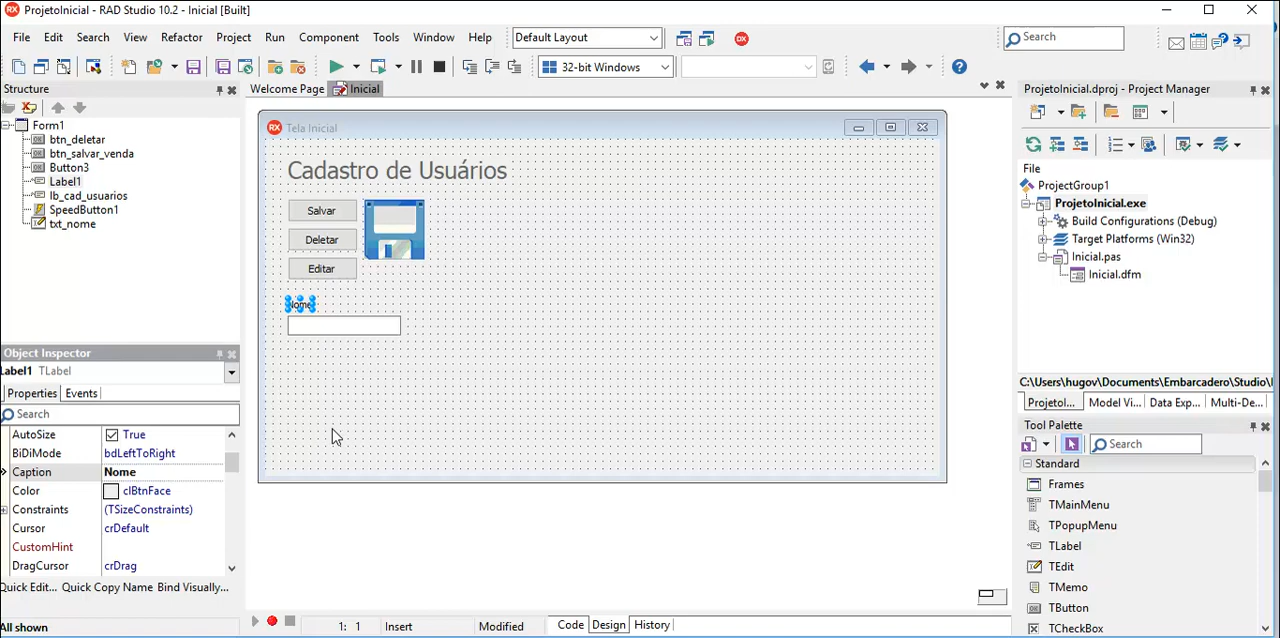 ProjetoInicial - RAD Studio 10.2 - Inicial [Built]
File Edit Search View Refactor Project Run Component Tools Window Help Default Layout Search
32-bit Windows
Structure
Welcome Page Inicial
ProjetoInicial.dproj - Project Manager
Form1
btn_deletar
btn_salvar_venda
Button3
Label1
lb_cad_usuarios
SpeedButton1
txt_nome
Tela Inicial
Cadastro de Usuários
Salvar
Deletar
Editar
Nome
File
ProjectGroup1
ProjetoInicial.exe
Build Configurations (Debug)
Target Platforms (Win32)
Inicial.pas
Inicial.dfm
C:\Users\hugov\Documents\Embarcadero\Studio\
ProjetoI... Model Vi... Data Exp... Multi-De...
Object Inspector
Label1 TLabel
Properties Events
Search
AutoSize True
BiDiMode bdLeftToRight
Caption Nome
Color clBtnFace
Constraints (TSizeConstraints)
Cursor crDefault
CustomHint
DragCursor crDrag
Quick Edit... Quick Copy Name Bind Visually...
All shown
Tool Palette
Search
Standard
Frames
TMainMenu
TPopupMenu
TLabel
TEdit
TMemo
TButton
TCheckBox
1: 1 Insert Modified Code Design History